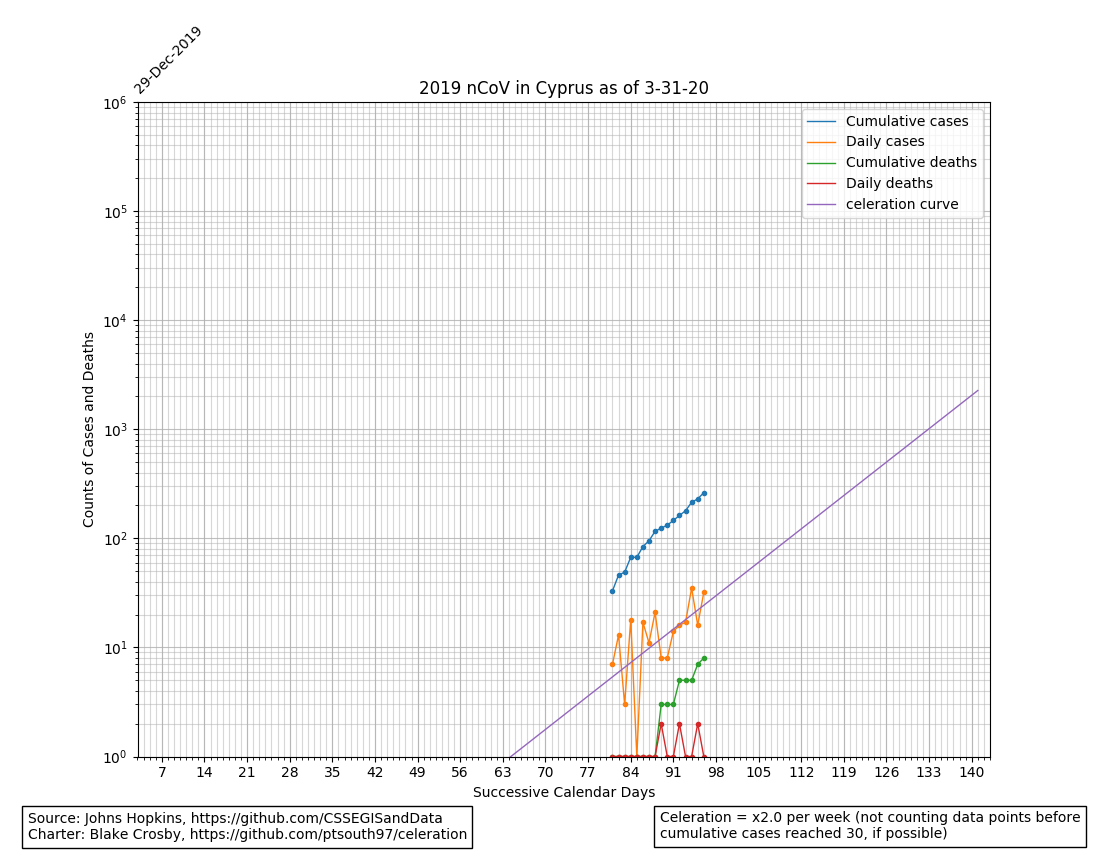 29-Dec-2019
2019 nCoV in Cyprus as of 3-31-20
Cumulative cases
Daily cases
Cumulative deaths
Daily deaths
celeration curve
Counts of Cases and Deaths
10^6
10^5
10^4
10^3
10^2
10^1
10^0
7 14 21 28 35 42 49 56 63 70 77 84 91 98 105 112 119 126 133 140
Successive Calendar Days
Source: Johns Hopkins, https://github.com/CSSEGISandData
Charter: Blake Crosby, https://github.com/ptsouth97/celeration
Celeration = x2.0 per week (not counting data points before
cumulative cases reached 30, if possible)